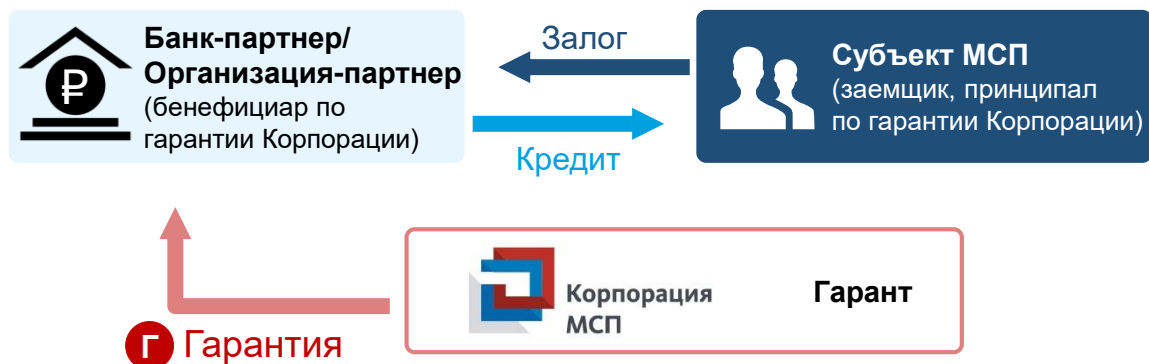 Банк-партнер/
Организация-партнер
(бенефициар по
гарантии Корпорации)
Залог
Кредит
Субъект МСП
(заемщик, принципал
по гарантии Корпорации)
Корпорация
МСП
Гарант
Г Гарантия